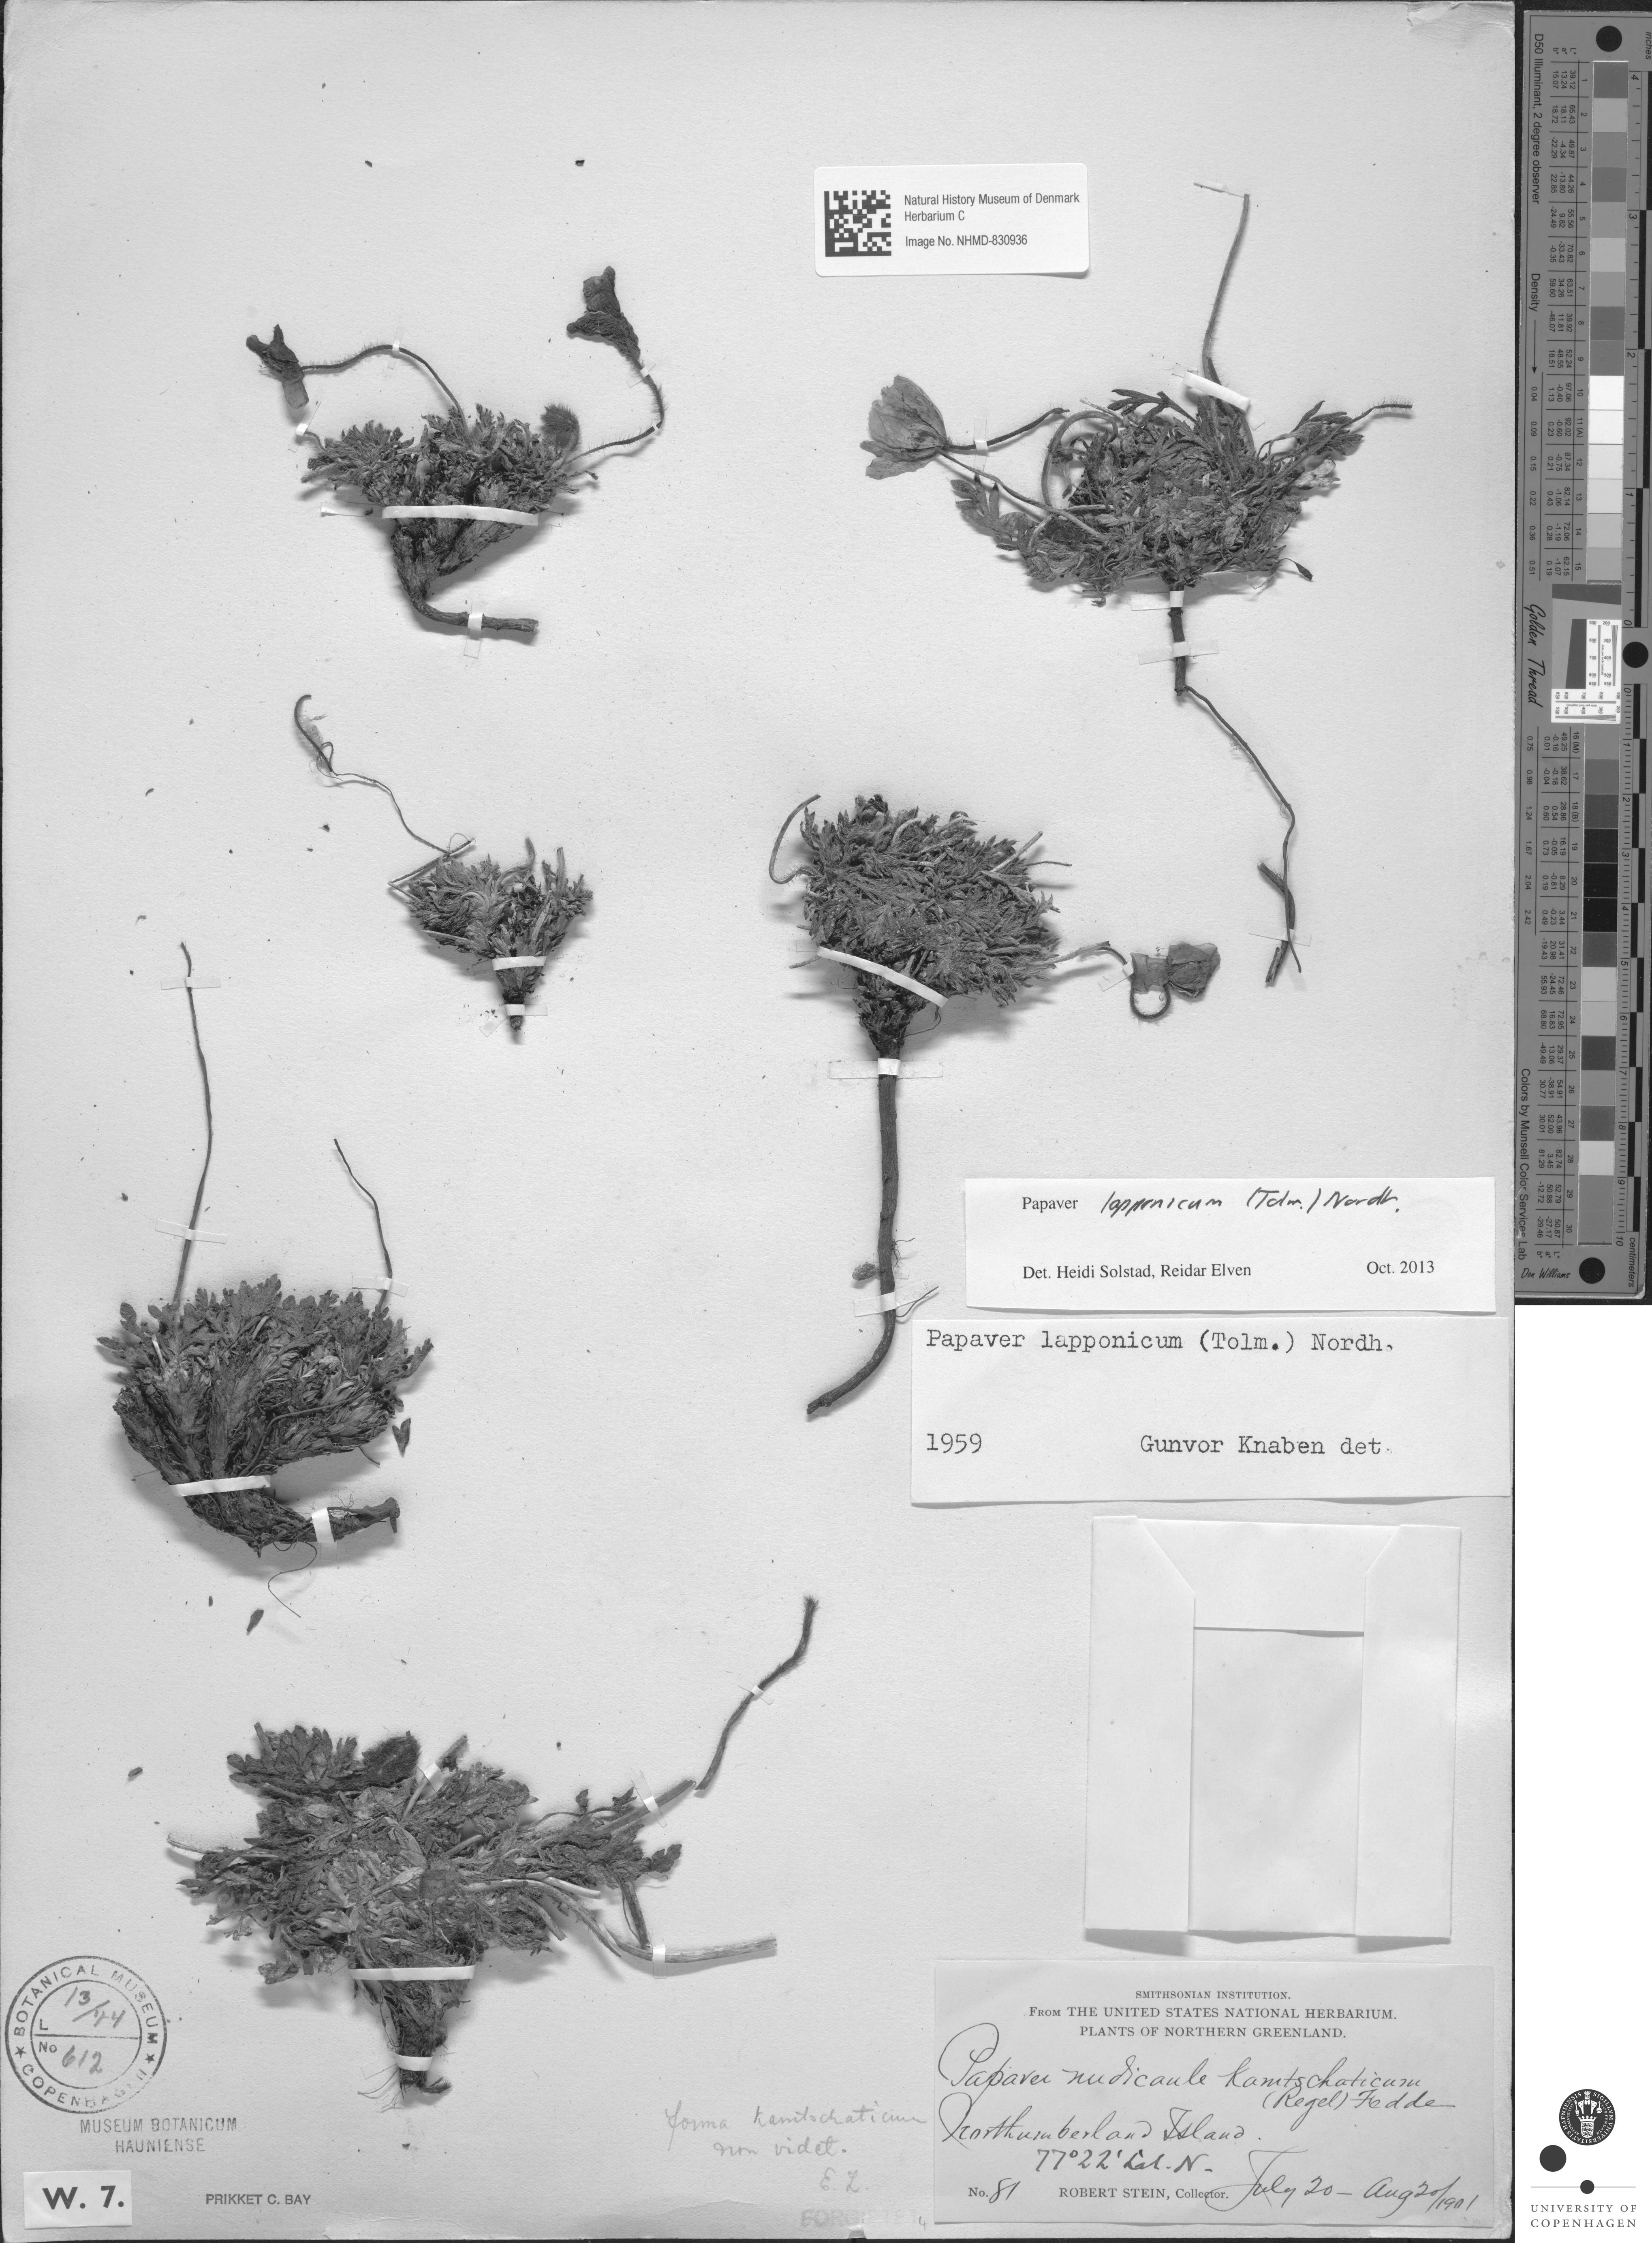 Natural History Museum of Denmark
Herbarium C
Image No. NHMD-830936
Papaver lapponicum (Tolm.) Nordh.
Det. Heidi Solstad, Reidar Elven Oct. 2013
Papaver lapponicum (Tolm.) Nordh.
1959 Gunvor Knaben det.
SMITHSONIAN INSTITUTION.
FROM THE UNITED STATES NATIONAL HERBARIUM.
PLANTS OF NORTHERN GREENLAND.
Papaver nudicaule kamtschaticum
(Regel) Fedde
Northumberland Island.
77°22' Lat. N-
No. 81 ROBERT STEIN, Collector. July 20 - Aug 20/1901
forma kamtschaticum
non videt.
E. L.
BOTANICAL MUSEUM
13/44
L
No
612
COPENHAGEN
MUSEUM BOTANICUM
HAUNIENSE
W. 7.
PRIKKET C. BAY
D50 Illuminant, 2 degree observer
Density
Golden Thread
Colors by Munsell Color Services Lab
Don Williams
inches
centimeters
UNIVERSITY OF
COPENHAGEN